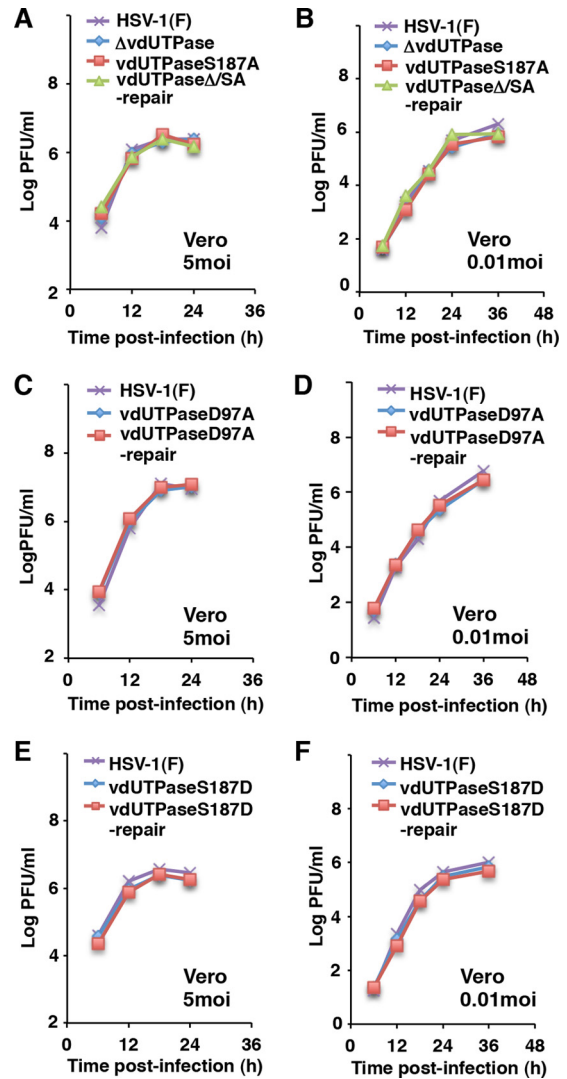 A
HSV-1(F)
ΔvdUTPase
vdUTPaseS187A
vdUTPaseΔ/SA
-repair
10
8
6
4
2
Log PFU/ml
Vero
5moi
0 12 24 36
Time post-infection (h)
B
HSV-1(F)
ΔvdUTPase
vdUTPaseS187A
vdUTPaseΔ/SA
-repair
10
8
6
4
2
0
Log PFU/ml
Vero
0.01moi
0 12 24 36 48
Time post-infection (h)
C
HSV-1(F)
vdUTPaseD97A
vdUTPaseD97A
-repair
10
8
6
4
2
LogPFU/ml
Vero
5moi
0 12 24 36
Time post-infection (h)
D
HSV-1(F)
vdUTPaseD97A
vdUTPaseD97A
-repair
10
8
6
4
2
0
Log PFU/ml
Vero
0.01moi
0 12 24 36 48
Time post-infection (h)
E
HSV-1(F)
vdUTPaseS187D
vdUTPaseS187D
-repair
10
8
6
4
2
Log PFU/ml
Vero
5moi
0 12 24 36
Time post-infection (h)
F
HSV-1(F)
vdUTPaseS187D
vdUTPaseS187D
-repair
10
8
6
4
2
0
Log PFU/ml
Vero
0.01moi
0 12 24 36 48
Time post-infection (h)